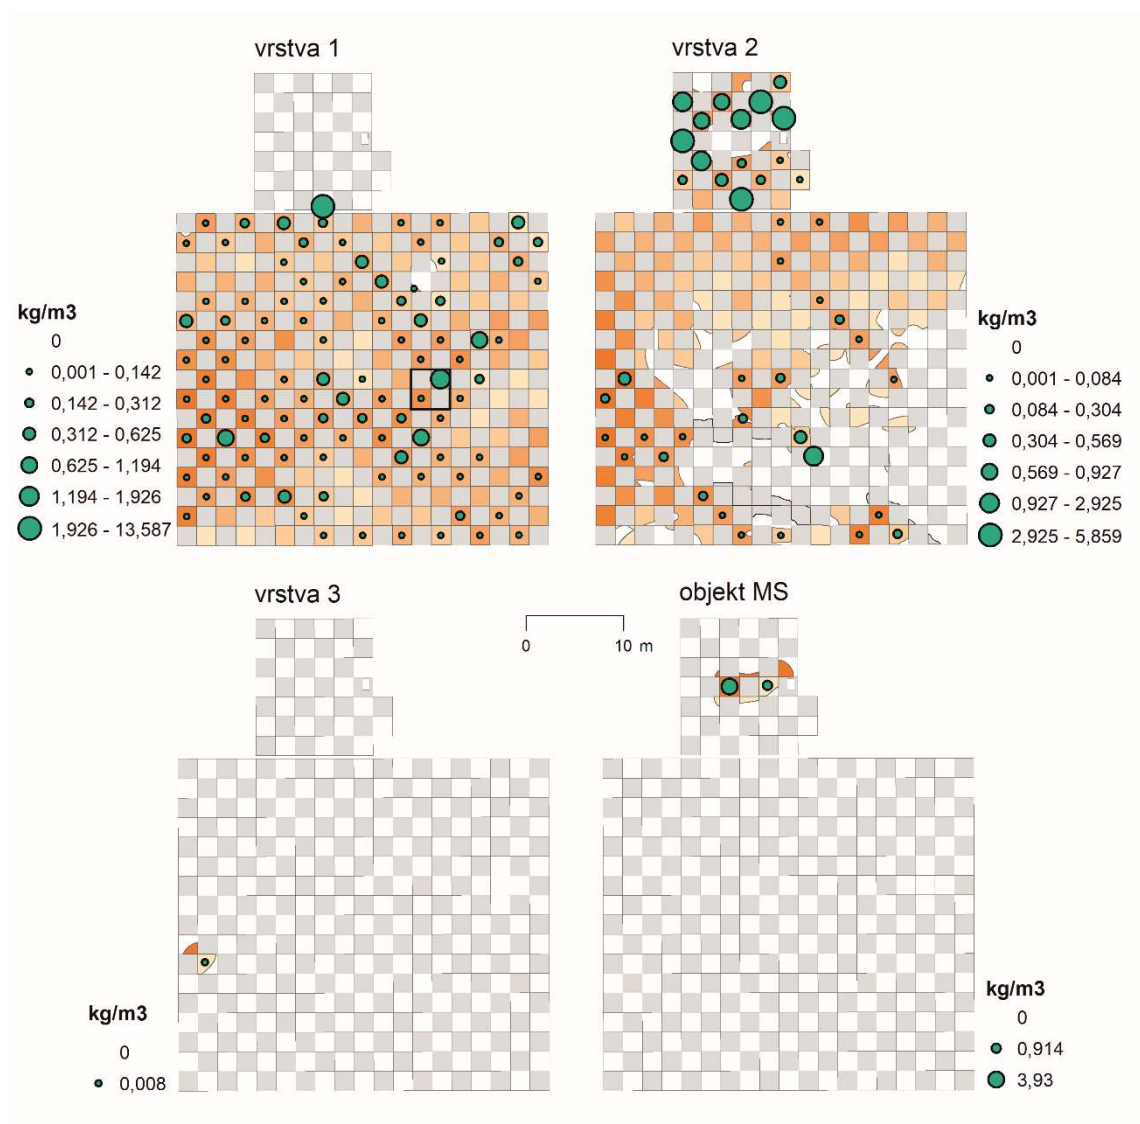 vrstva 1
vrstva 2
kg/m3
0
0,001 - 0,142
0,142 - 0,312
0,312 - 0,625
0,625 - 1,194
1,194 - 1,926
1,926 - 13,587
kg/m3
0
0,001 - 0,084
0,084 - 0,304
0,304 - 0,569
0,569 - 0,927
0,927 - 2,925
2,925 - 5,859
vrstva 3
objekt MS
0 10 m
kg/m3
0
0,008
kg/m3
0
0,914
3,93